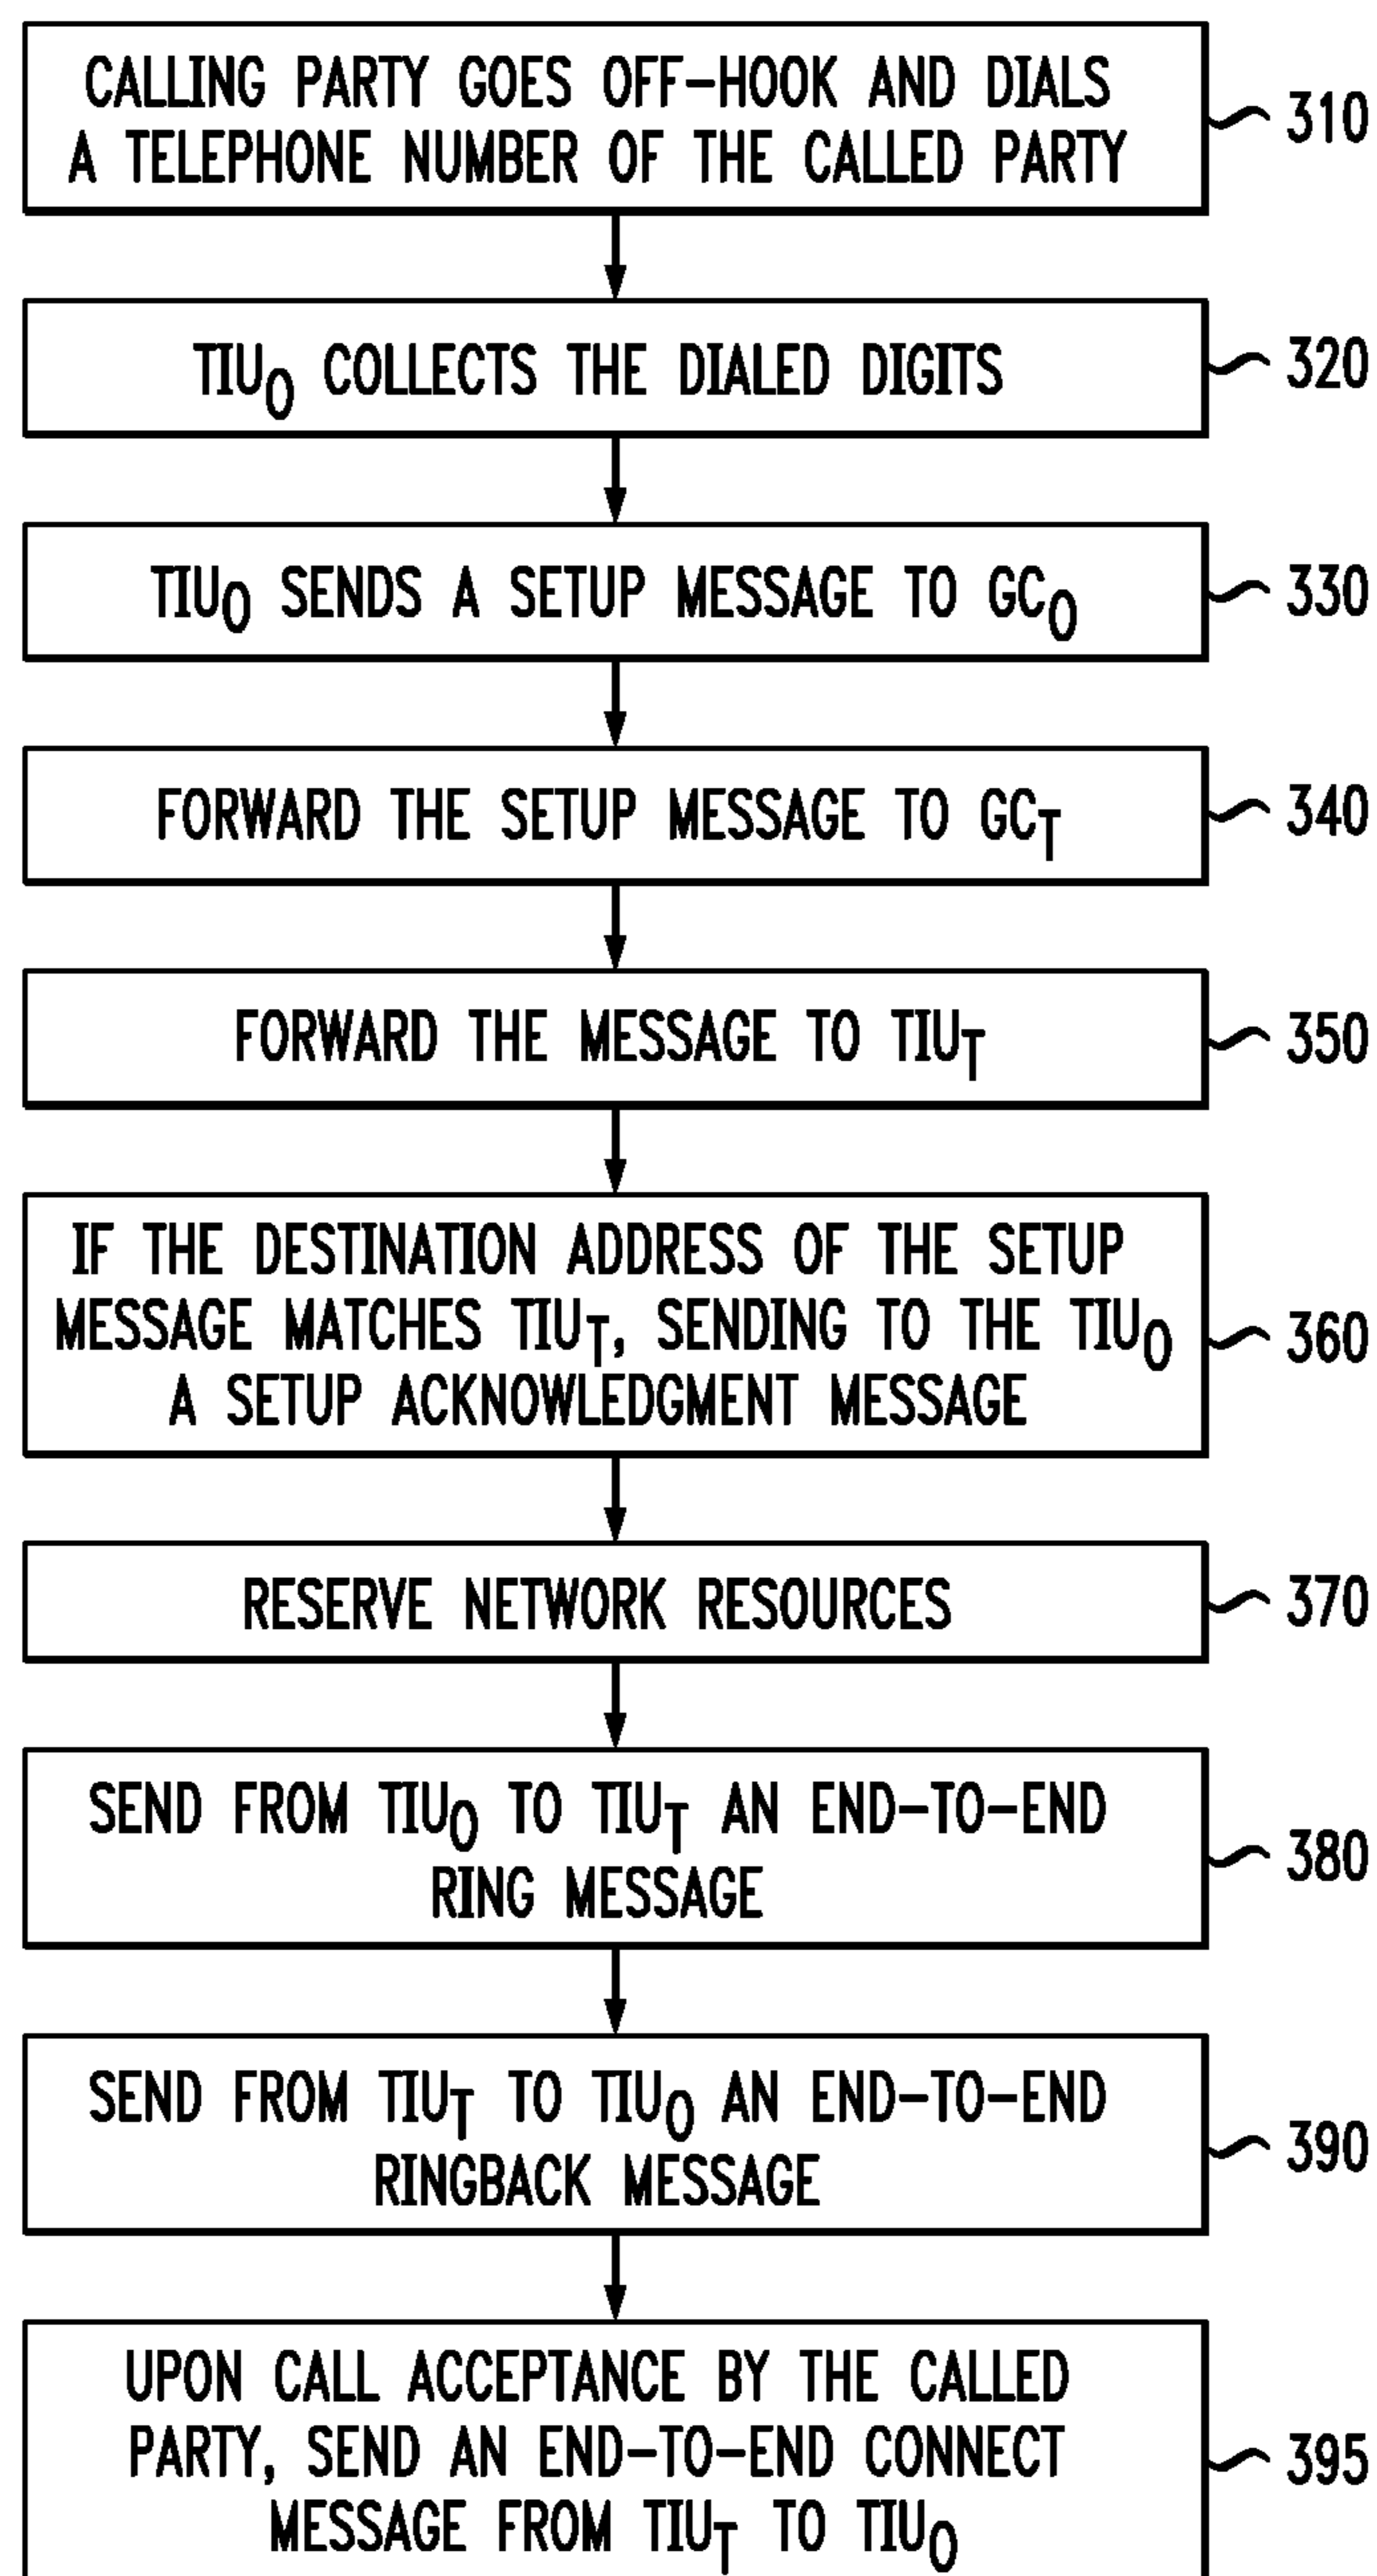 CALLING PARTY GOES OFF-HOOK AND DIALS
A TELEPHONE NUMBER OF THE CALLED PARTY
310
TIUO COLLECTS THE DIALED DIGITS
320
TIUO SENDS A SETUP MESSAGE TO GCO
330
FORWARD THE SETUP MESSAGE TO GCT
340
FORWARD THE MESSAGE TO TIUT
350
IF THE DESTINATION ADDRESS OF THE SETUP
MESSAGE MATCHES TIUT, SENDING TO THE TIUO
A SETUP ACKNOWLEDGMENT MESSAGE
360
RESERVE NETWORK RESOURCES
370
SEND FROM TIUO TO TIUT AN END-TO-END
RING MESSAGE
380
SEND FROM TIUT TO TIUO AN END-TO-END
RINGBACK MESSAGE
390
UPON CALL ACCEPTANCE BY THE CALLED
PARTY, SEND AN END-TO-END CONNECT
MESSAGE FROM TIUT TO TIUO
395